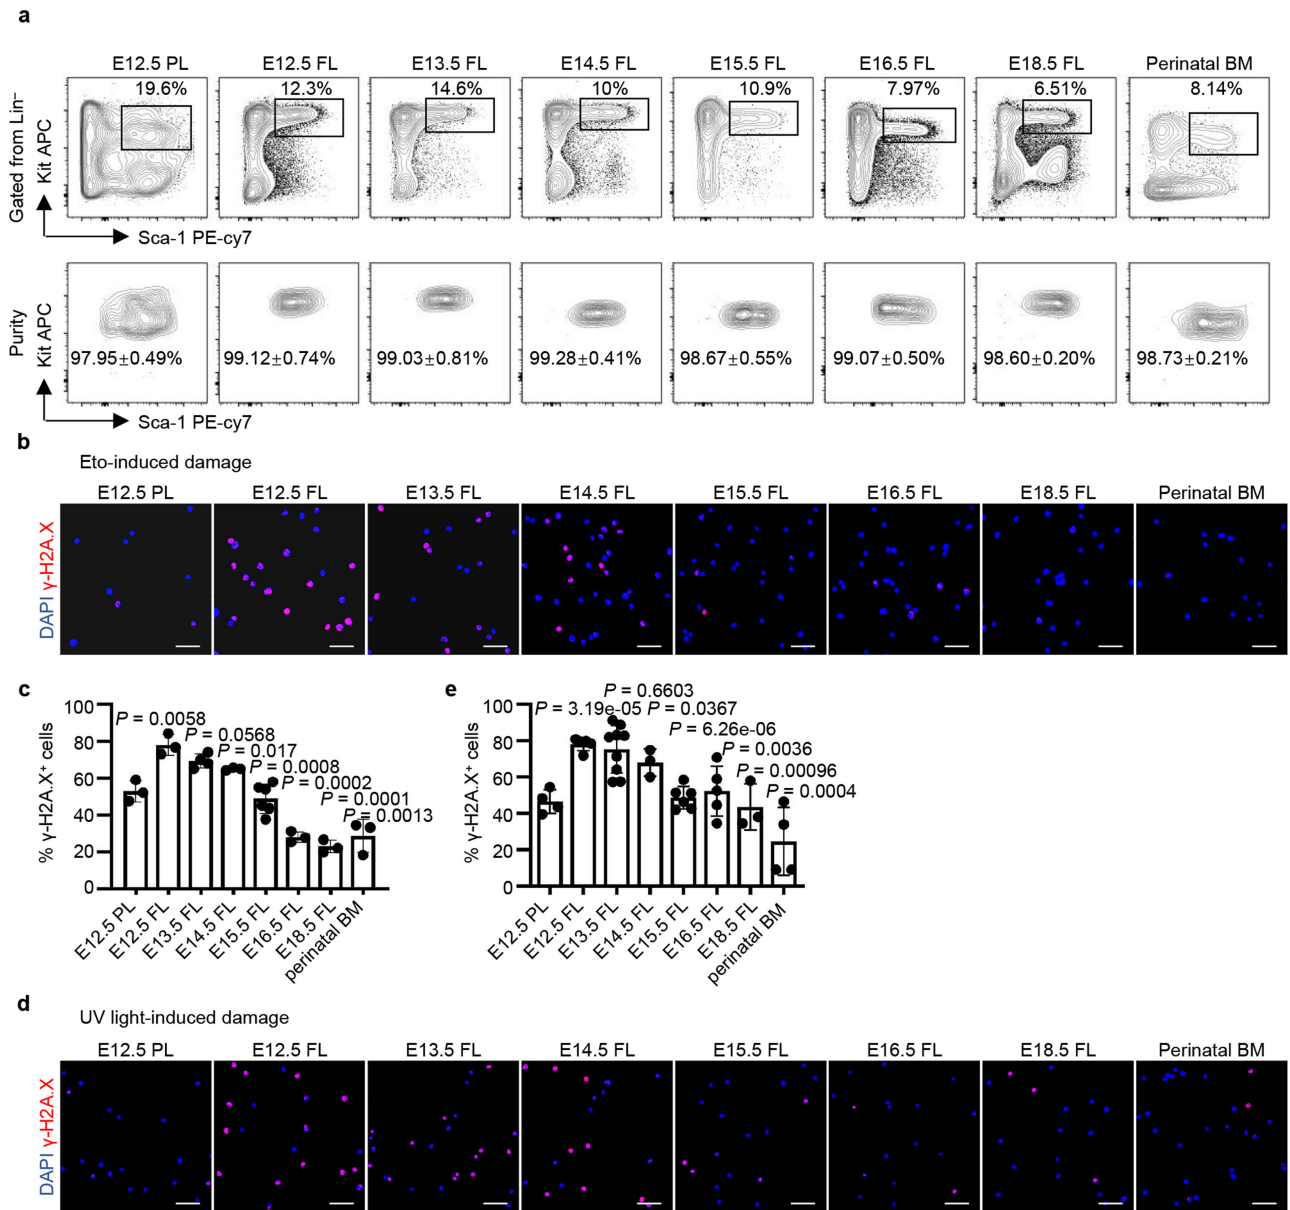 a
E12.5 PL E12.5 FL E13.5 FL E14.5 FL E15.5 FL E16.5 FL E18.5 FL Perinatal BM
19.6% 12.3% 14.6% 10% 10.9% 7.97% 6.51% 8.14%
Gated from Lin⁻
Kit APC
Sca-1 PE-cy7
Purity
Kit APC
97.95±0.49% 99.12±0.74% 99.03±0.81% 99.28±0.41% 98.67±0.55% 99.07±0.50% 98.60±0.20% 98.73±0.21%
Sca-1 PE-cy7
b
Eto-induced damage
E12.5 PL E12.5 FL E13.5 FL E14.5 FL E15.5 FL E16.5 FL E18.5 FL Perinatal BM
DAPI γ-H2A.X
c
% γ-H2A.X⁺ cells
100
80
60
40
20
0
P = 0.0058
P = 0.0568
P = 0.017
P = 0.0008
P = 0.0002
P = 0.0001
P = 0.0013
E12.5 PL
E12.5 FL
E13.5 FL
E14.5 FL
E15.5 FL
E16.5 FL
E18.5 FL
perinatal BM
e
% γ-H2A.X⁺ cells
100
80
60
40
20
0
P = 0.6603
P = 3.19e-05 P = 0.0367
P = 6.26e-06
P = 0.0036
P = 0.00096
P = 0.0004
E12.5 PL
E12.5 FL
E13.5 FL
E14.5 FL
E15.5 FL
E16.5 FL
E18.5 FL
perinatal BM
d
UV light-induced damage
E12.5 PL E12.5 FL E13.5 FL E14.5 FL E15.5 FL E16.5 FL E18.5 FL Perinatal BM
DAPI γ-H2A.X